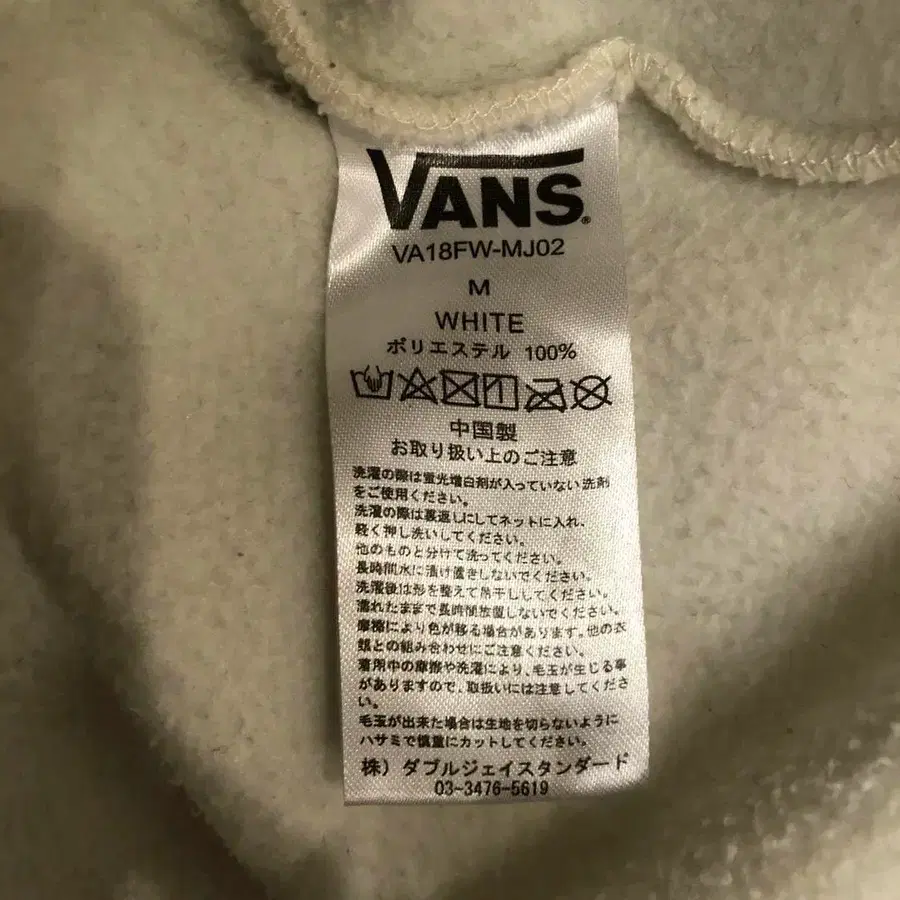 VANS
VA18FW-MJ02
M
WHITE
ポリエステル 100%
中国製
お取り扱い上のご注意
洗濯の際は蛍光増白剤が入っていない洗剤
をご使用ください。
洗濯の際は裏返しにしてネットに入れ、
軽く押し洗いしてください。
他のものと分けて洗ってください。
長時間水に漬け置きしないでください。
洗濯後は形を整えて吊干ししてください。
濡れたままで長時間放置しないでください。
摩擦により色が移る場合があります。他の衣
類との組み合わせにご注意ください。
着用中の摩擦や洗濯により、毛玉が生じる事
がありますので、取扱いには注意してくださ
い。
毛玉が出来た場合は生地を切らないように
ハサミで慎重にカットしてください。
株）ダブルジェイスタンダード
03-3476-5619